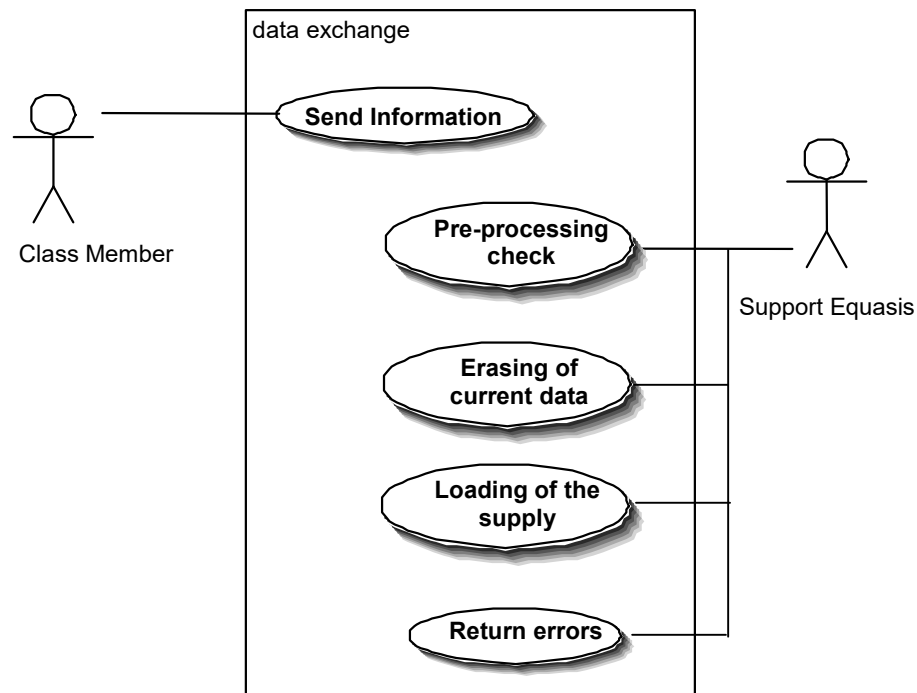 data exchange
Send Information
Class Member
Pre-processing
check
Support Equasis
Erasing of
current data
Loading of the
supply
Return errors